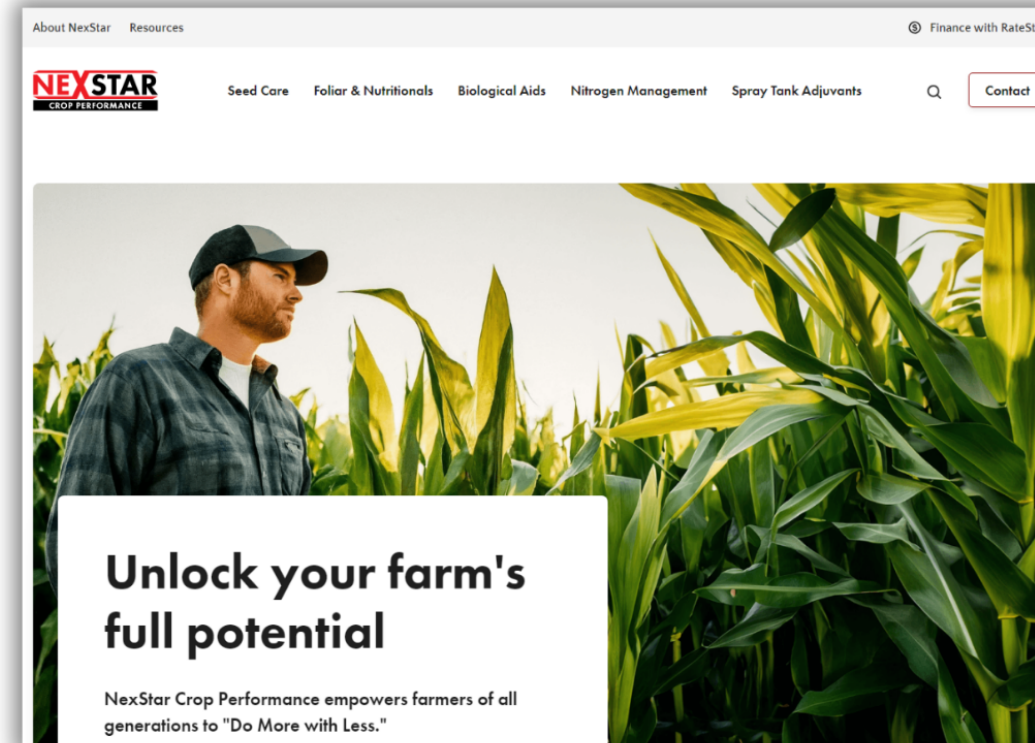 About NexStar Resources
Finance with
NEXSTAR
CROP PERFORMANCE
Seed Care Foliar & Nutritionals Biological Aids Nitrogen Management Spray Tank Adjuvants
Contact
Unlock your farm's
full potential
NexStar Crop Performance empowers farmers of all
generations to "Do More with Less."